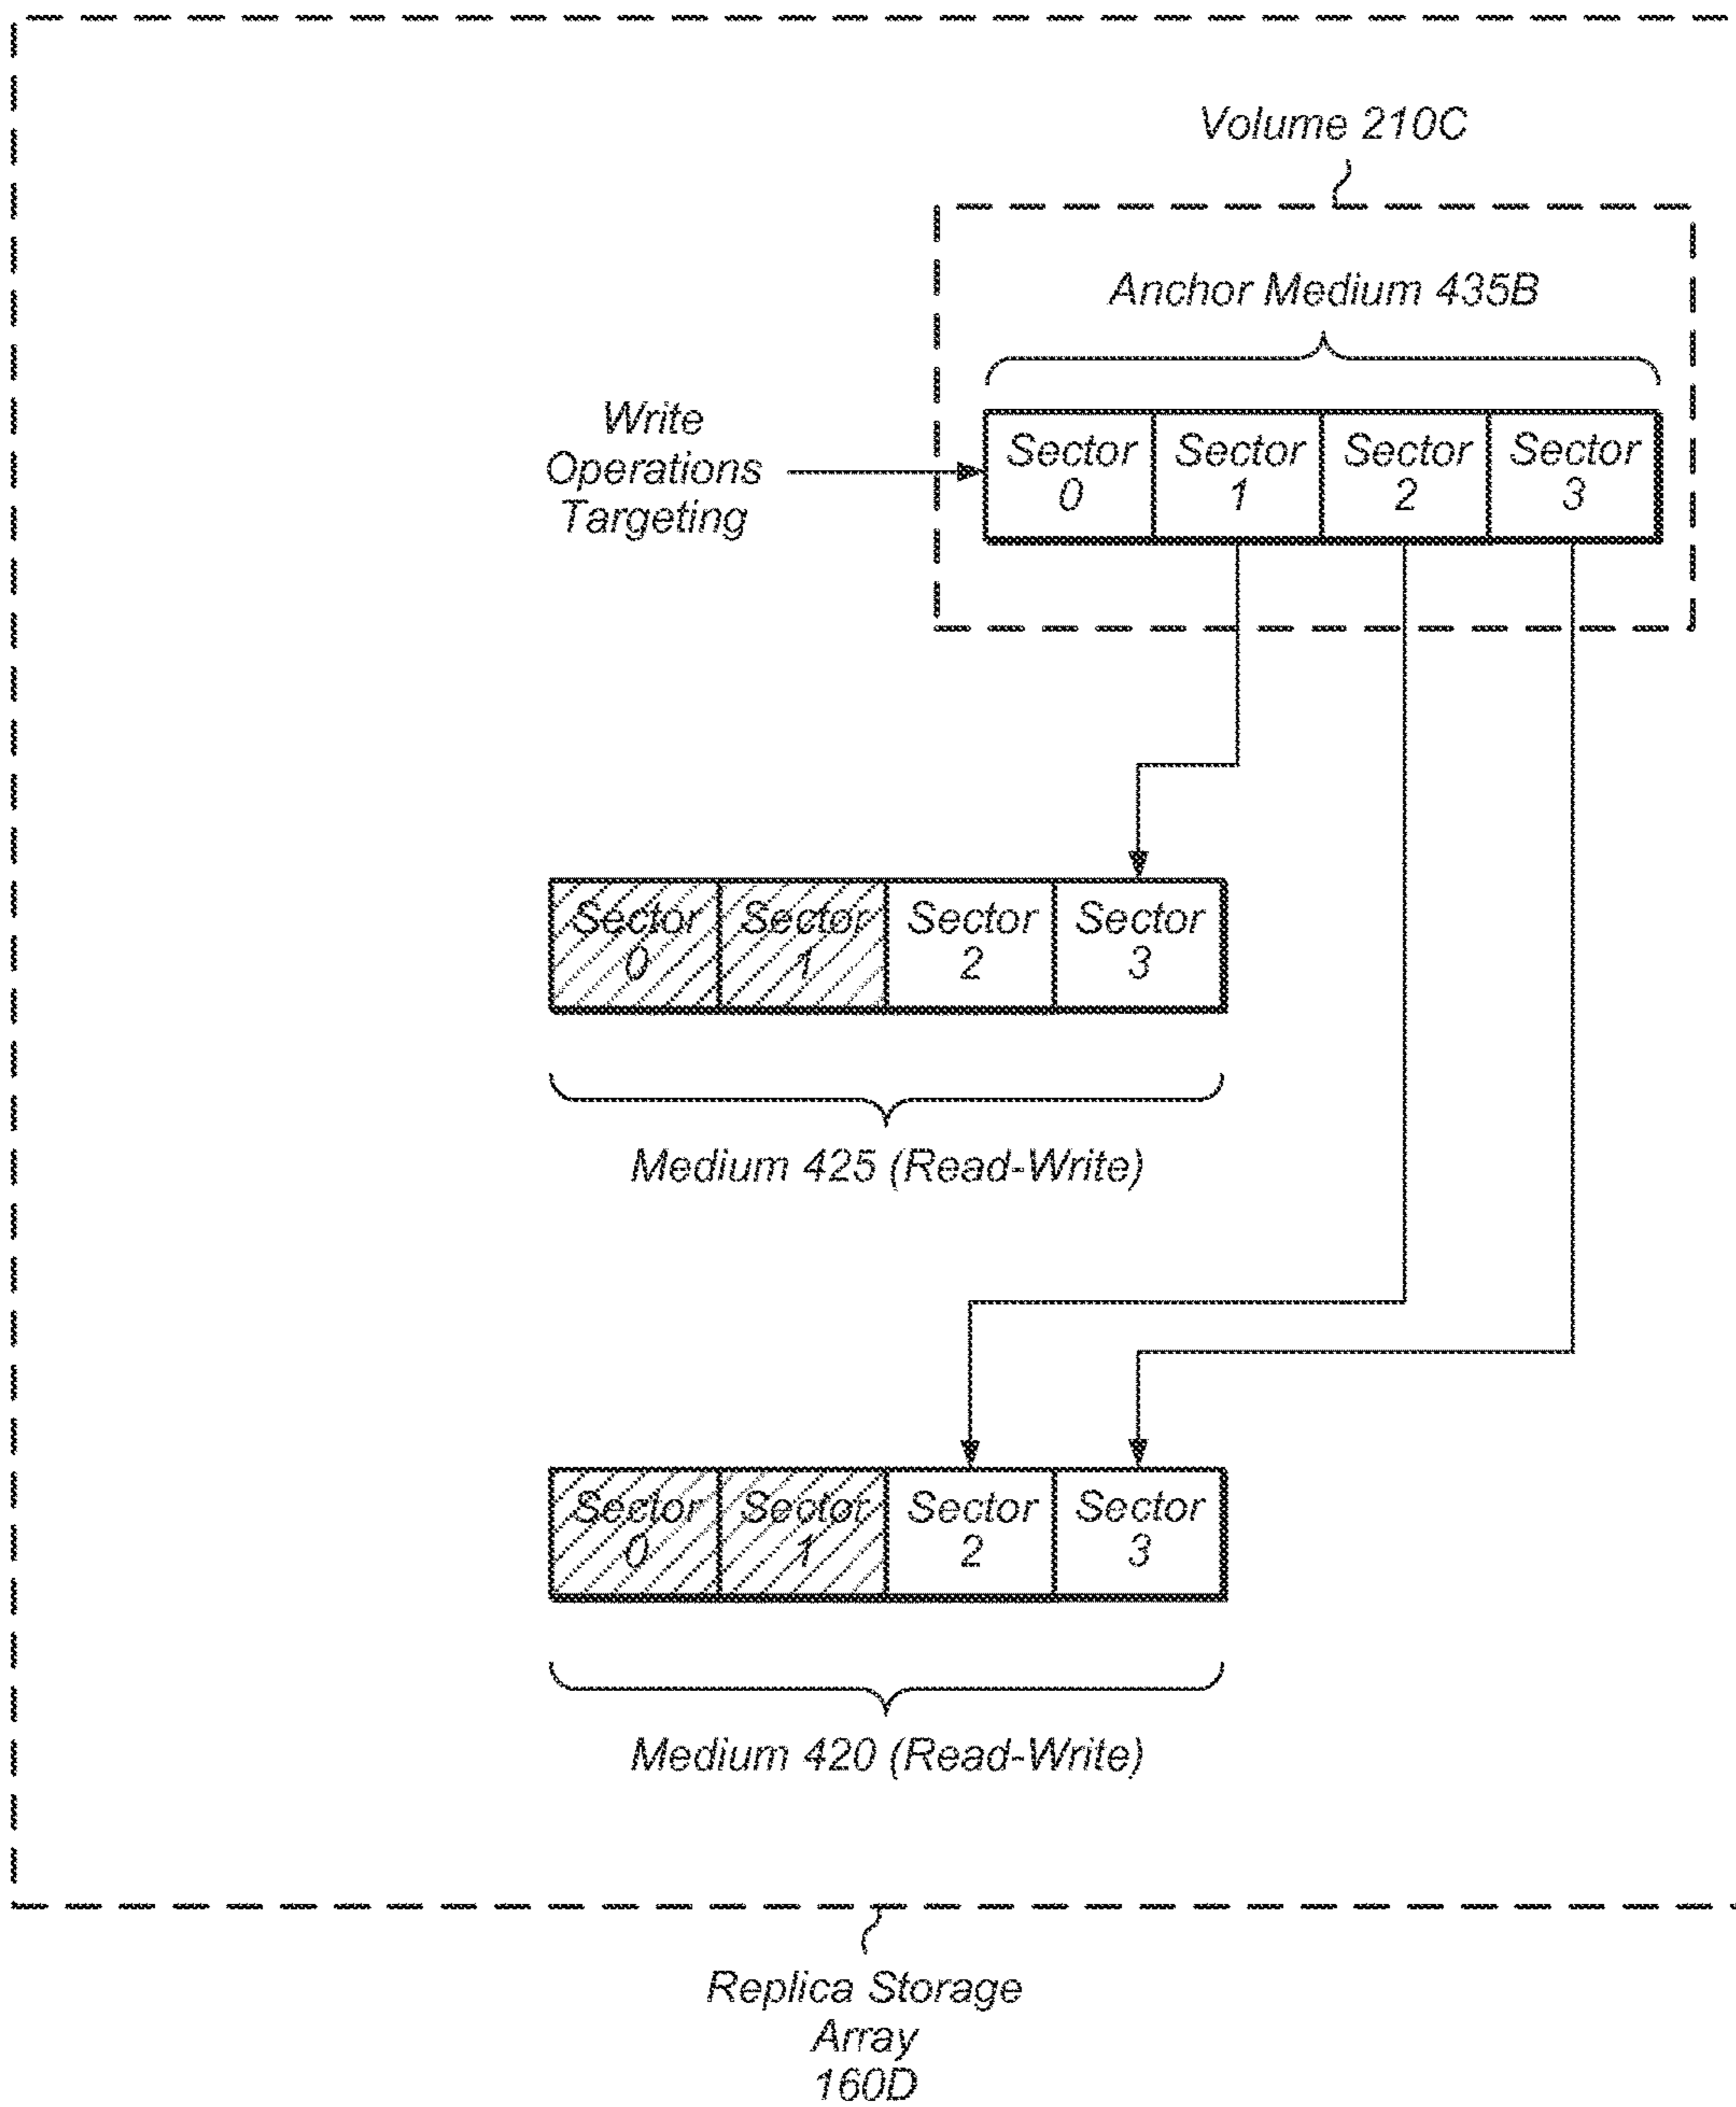 Volume 210C
Anchor Medium 435B
Write
Operations
Targeting
Sector
0
Sector
1
Sector
2
Sector
3
Sector
0
Sector
1
Sector
2
Sector
3
Medium 425 (Read-Write)
Sector
0
Sector
1
Sector
2
Sector
3
Medium 420 (Read-Write)
Replica Storage
Array
160D